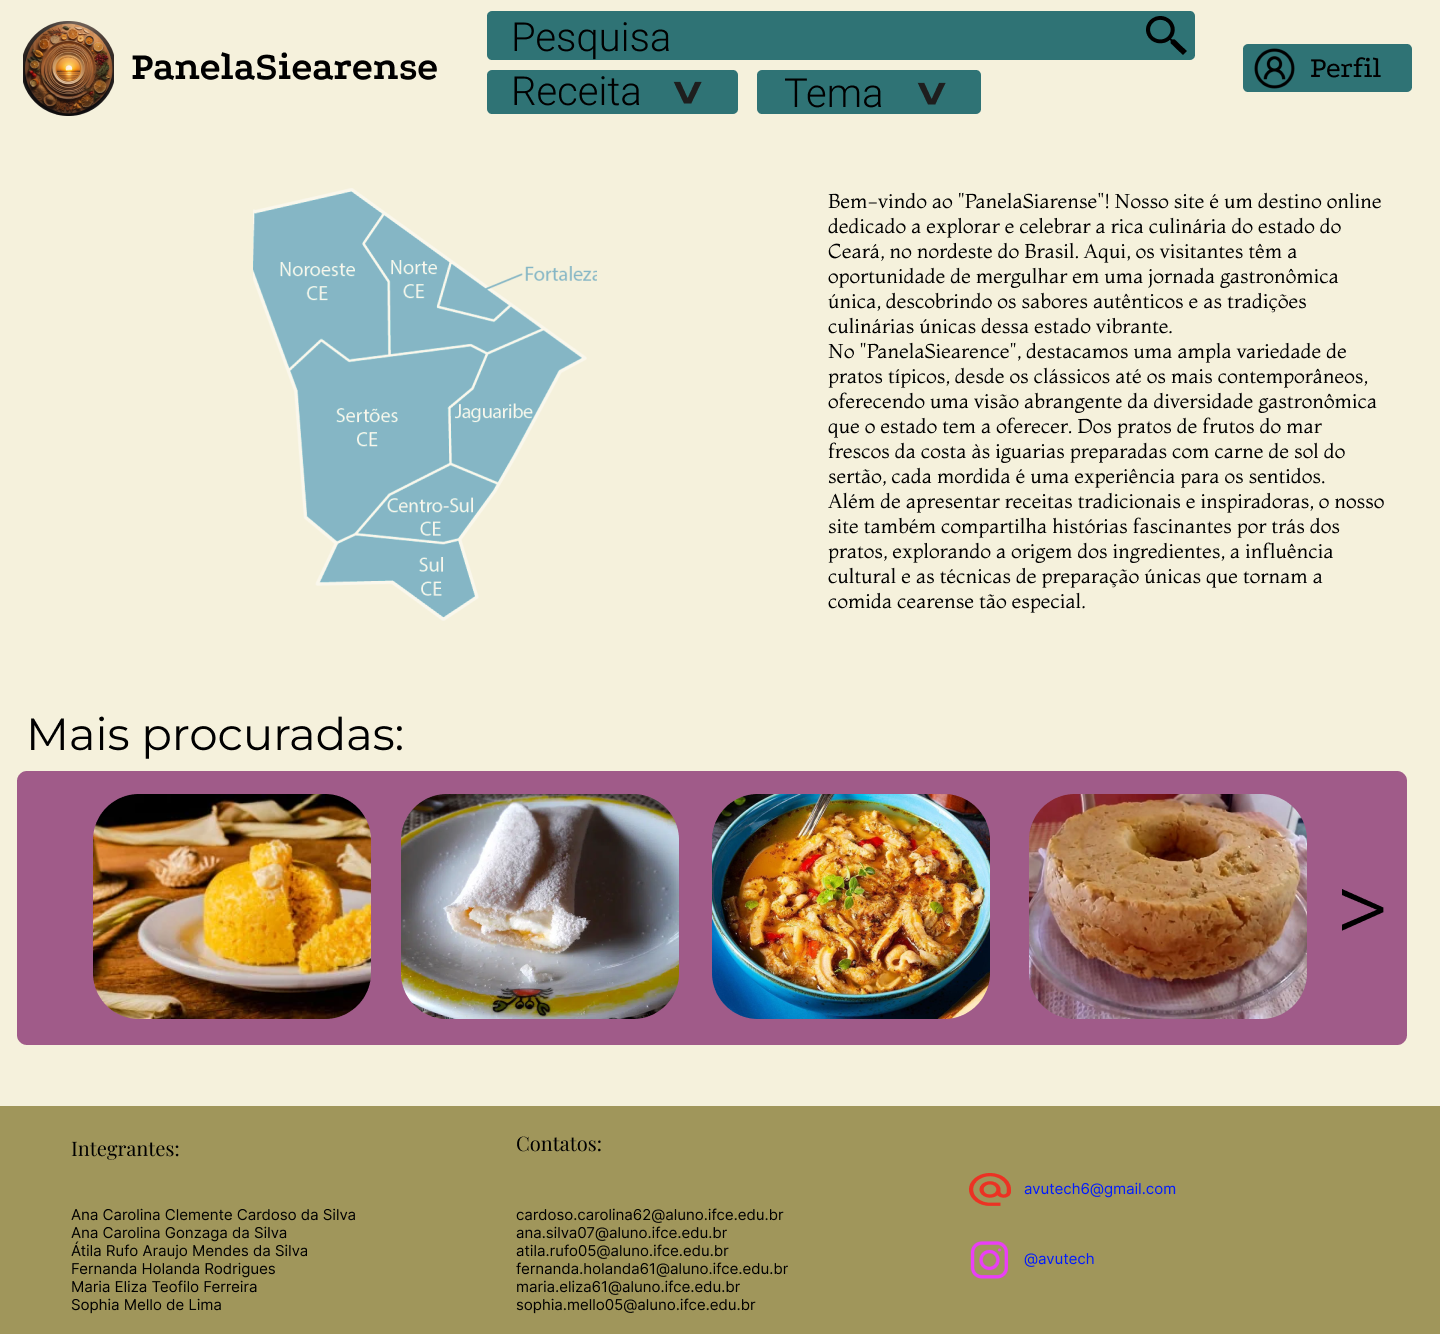 PanelaSiearense
Pesquisa
Receita
Tema
Perfil
Noroeste
CE
Norte
CE
Fortaleza
Sertões
CE
Jaguaribe
Centro-Sul
CE
Sul
CE
Bem-vindo ao "PanelaSiarense"! Nosso site é um destino online
dedicado a explorar e celebrar a rica culinária do estado do
Ceará, no nordeste do Brasil. Aqui, os visitantes têm a
oportunidade de mergulhar em uma jornada gastronômica
única, descobrindo os sabores autênticos e as tradições
culinárias únicas dessa estado vibrante.
No "PanelaSiearence", destacamos uma ampla variedade de
pratos típicos, desde os clássicos até os mais contemporâneos,
oferecendo uma visão abrangente da diversidade gastronômica
que o estado tem a oferecer. Dos pratos de frutos do mar
frescos da costa às iguarias preparadas com carne de sol do
sertão, cada mordida é uma experiência para os sentidos.
Além de apresentar receitas tradicionais e inspiradoras, o nosso
site também compartilha histórias fascinantes por trás dos
pratos, explorando a origem dos ingredientes, a influência
cultural e as técnicas de preparação únicas que tornam a
comida cearense tão especial.
Mais procuradas:
>
Integrantes:
Ana Carolina Clemente Cardoso da Silva
Ana Carolina Gonzaga da Silva
Átila Rufo Araujo Mendes da Silva
Fernanda Holanda Rodrigues
Maria Eliza Teofilo Ferreira
Sophia Mello de Lima
Contatos:
cardoso.carolina62@aluno.ifce.edu.br
ana.silva07@aluno.ifce.edu.br
atila.rufo05@aluno.ifce.edu.br
fernanda.holanda61@aluno.ifce.edu.br
maria.eliza61@aluno.ifce.edu.br
sophia.mello05@aluno.ifce.edu.br
avutech6@gmail.com
@avutech